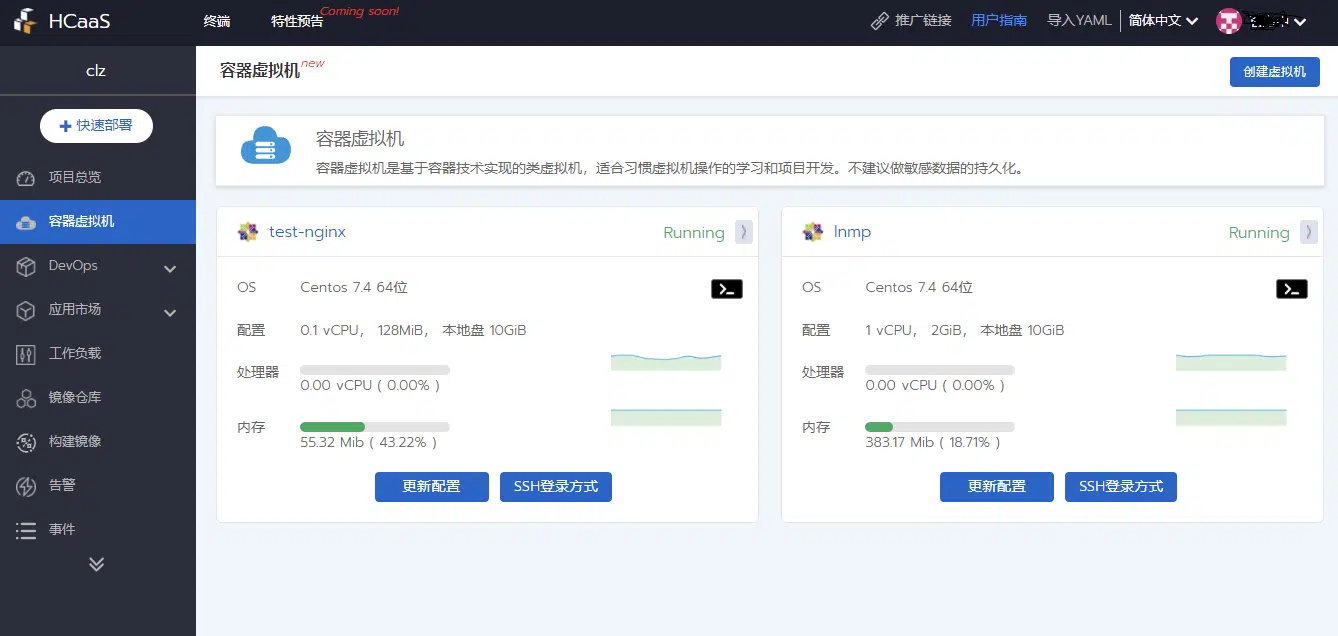 HCaaS
终端
特性预告
Coming soon!
推广链接
用户指南
导入YAML
简体中文
clz
快速部署
项目总览
容器虚拟机
DevOps
应用市场
工作负载
镜像仓库
构建镜像
告警
事件
容器虚拟机new
创建虚拟机
容器虚拟机
容器虚拟机是基于容器技术实现的类虚拟机，适合习惯虚拟机操作的学习和项目开发。不建议做敏感数据的持久化。
test-nginx
Running
OS
Centos 7.4 64位
配置
0.1 vCPU， 128MiB， 本地盘 10GiB
处理器
0.00 vCPU ( 0.00% )
内存
55.32 Mib ( 43.22% )
更新配置
SSH登录方式
lnmp
Running
OS
Centos 7.4 64位
配置
1 vCPU， 2GiB， 本地盘 10GiB
处理器
0.00 vCPU ( 0.00% )
内存
383.17 Mib ( 18.71% )
更新配置
SSH登录方式